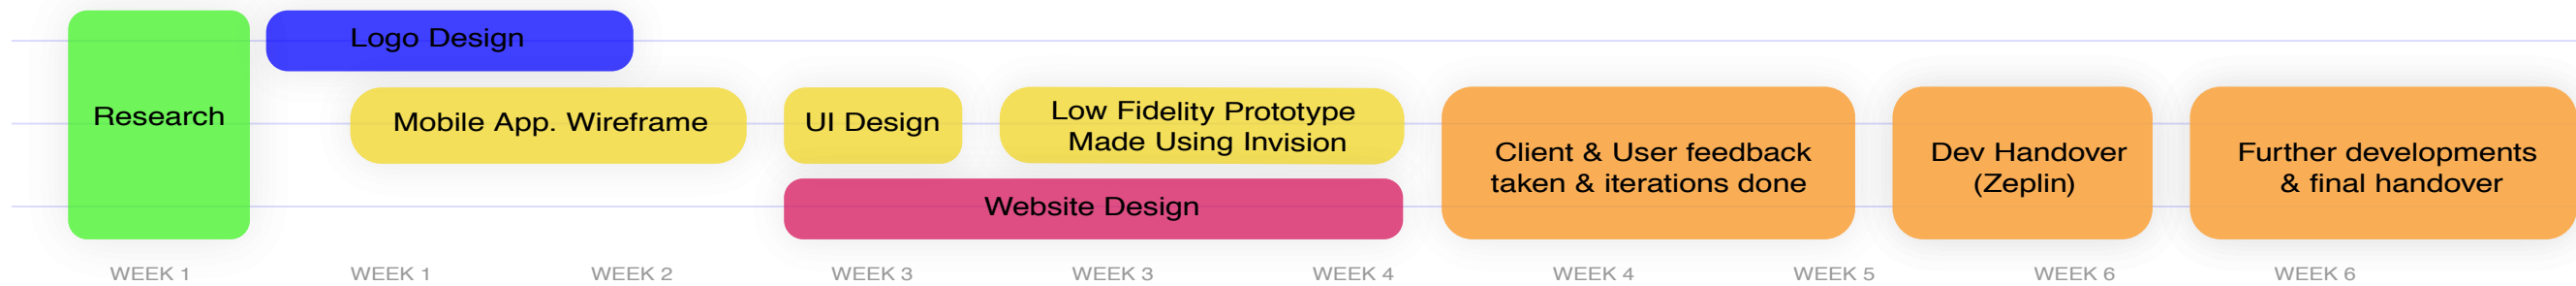 Logo Design
Research
Mobile App. Wireframe
UI Design
Low Fidelity Prototype
Made Using Invision
Website Design
Client & User feedback
taken & iterations done
Dev Handover
(Zeplin)
Further developments
& final handover
WEEK 1
WEEK 1
WEEK 2
WEEK 3
WEEK 3
WEEK 4
WEEK 4
WEEK 5
WEEK 6
WEEK 6